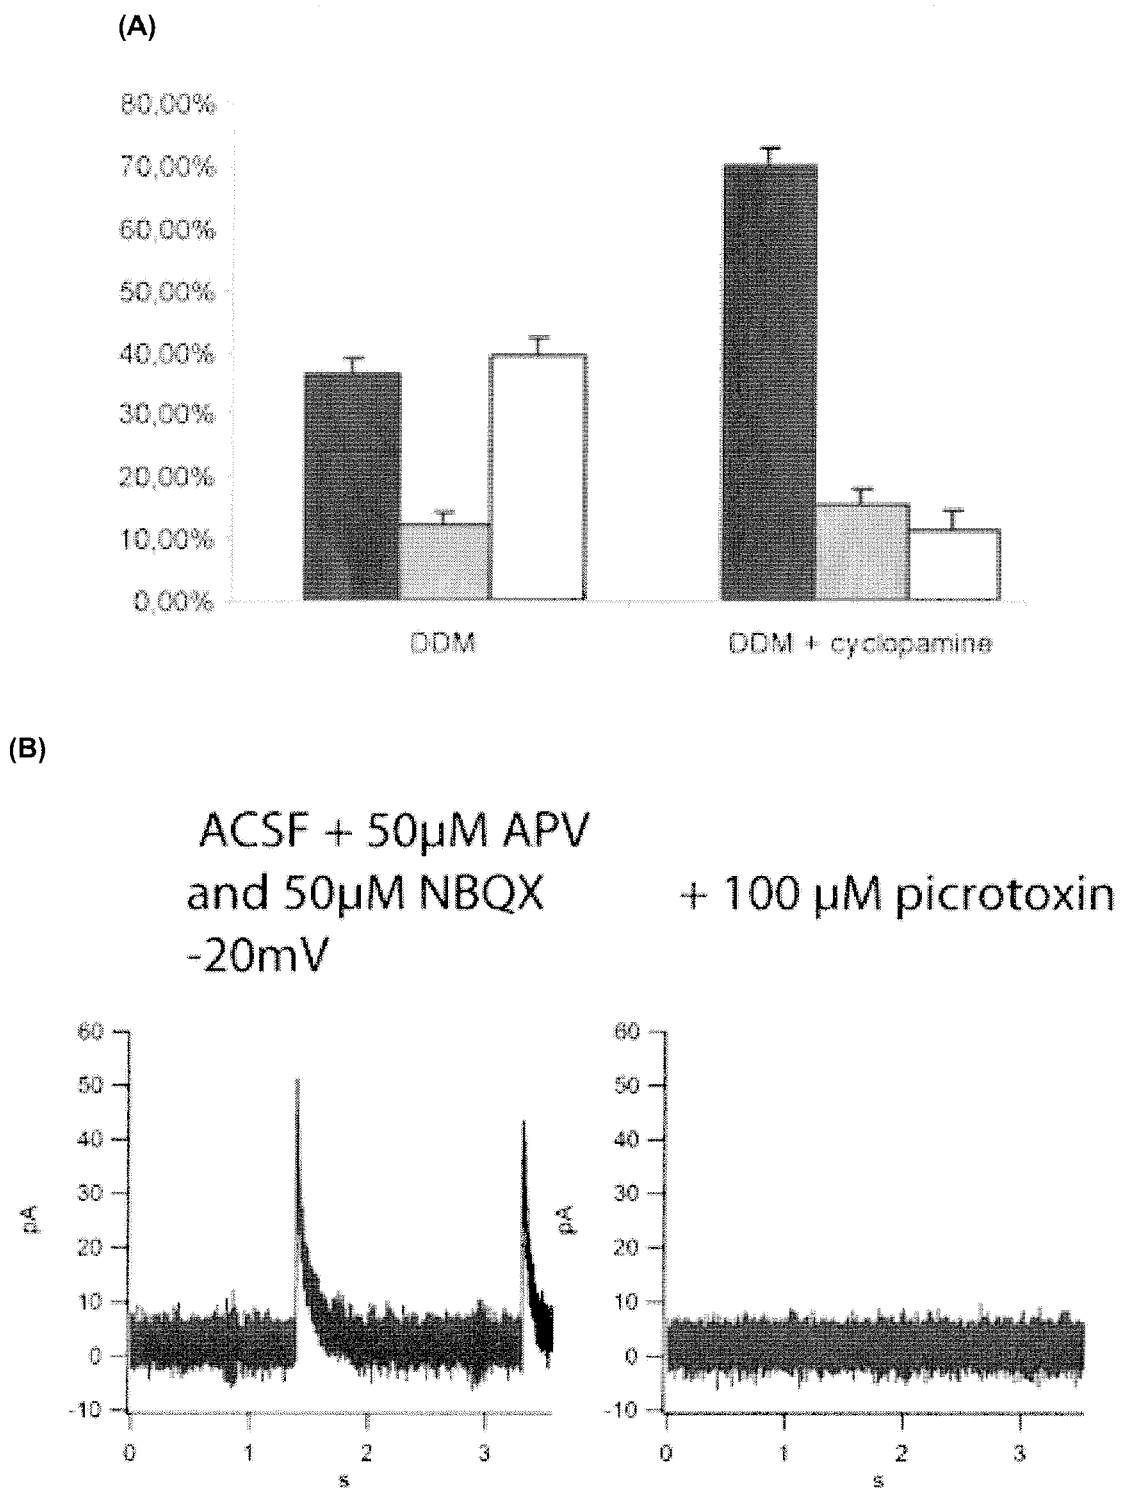 (A)
80,00%
70,00%
60,00%
50,00%
40,00%
30,00%
20,00%
10,00%
0,00%
DDM
DDM + cyclopamine
(B)
ACSF + 50µM APV
and 50µM NBQX
-20mV
+ 100 µM picrotoxin
60
50
40
30
20
10
0
-10
pA
0 1 2 3
s
60
50
40
30
20
10
0
-10
pA
0 1 2 3
s